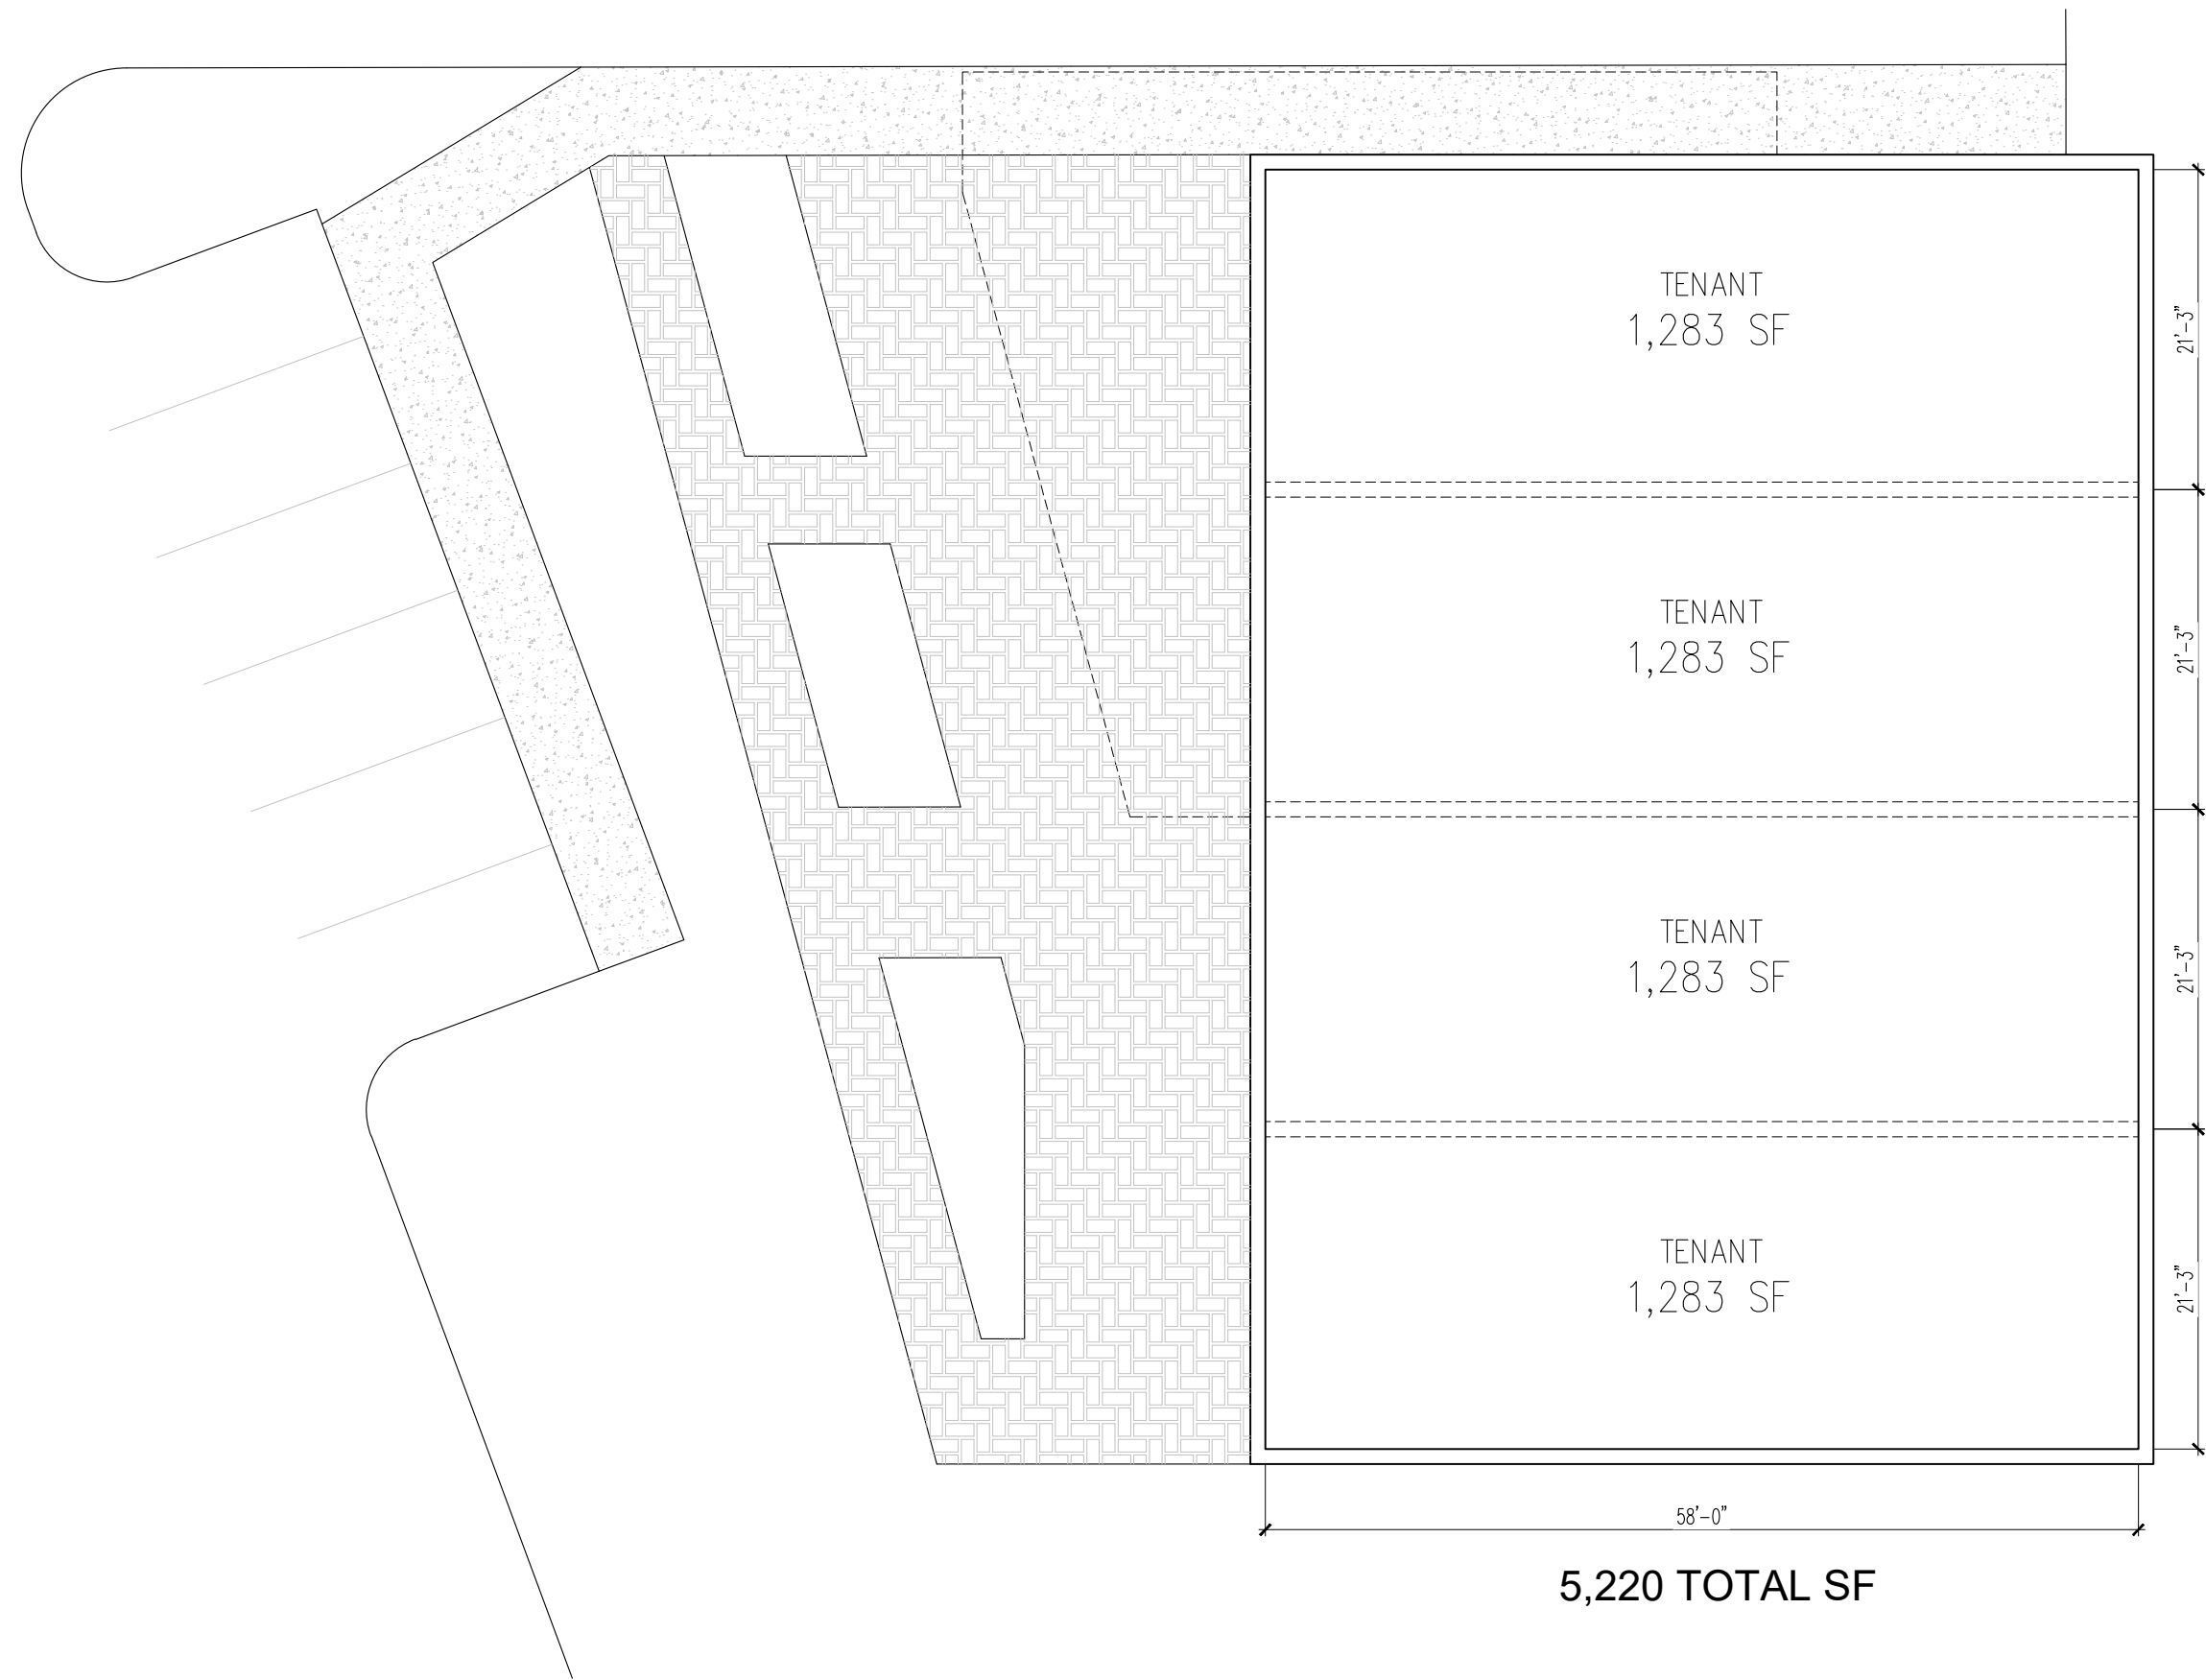 TENANT
1,283 SF
21'-3"
TENANT
1,283 SF
21'-3"
TENANT
1,283 SF
21'-3"
TENANT
1,283 SF
21'-3"
58'-0"
5,220 TOTAL SF